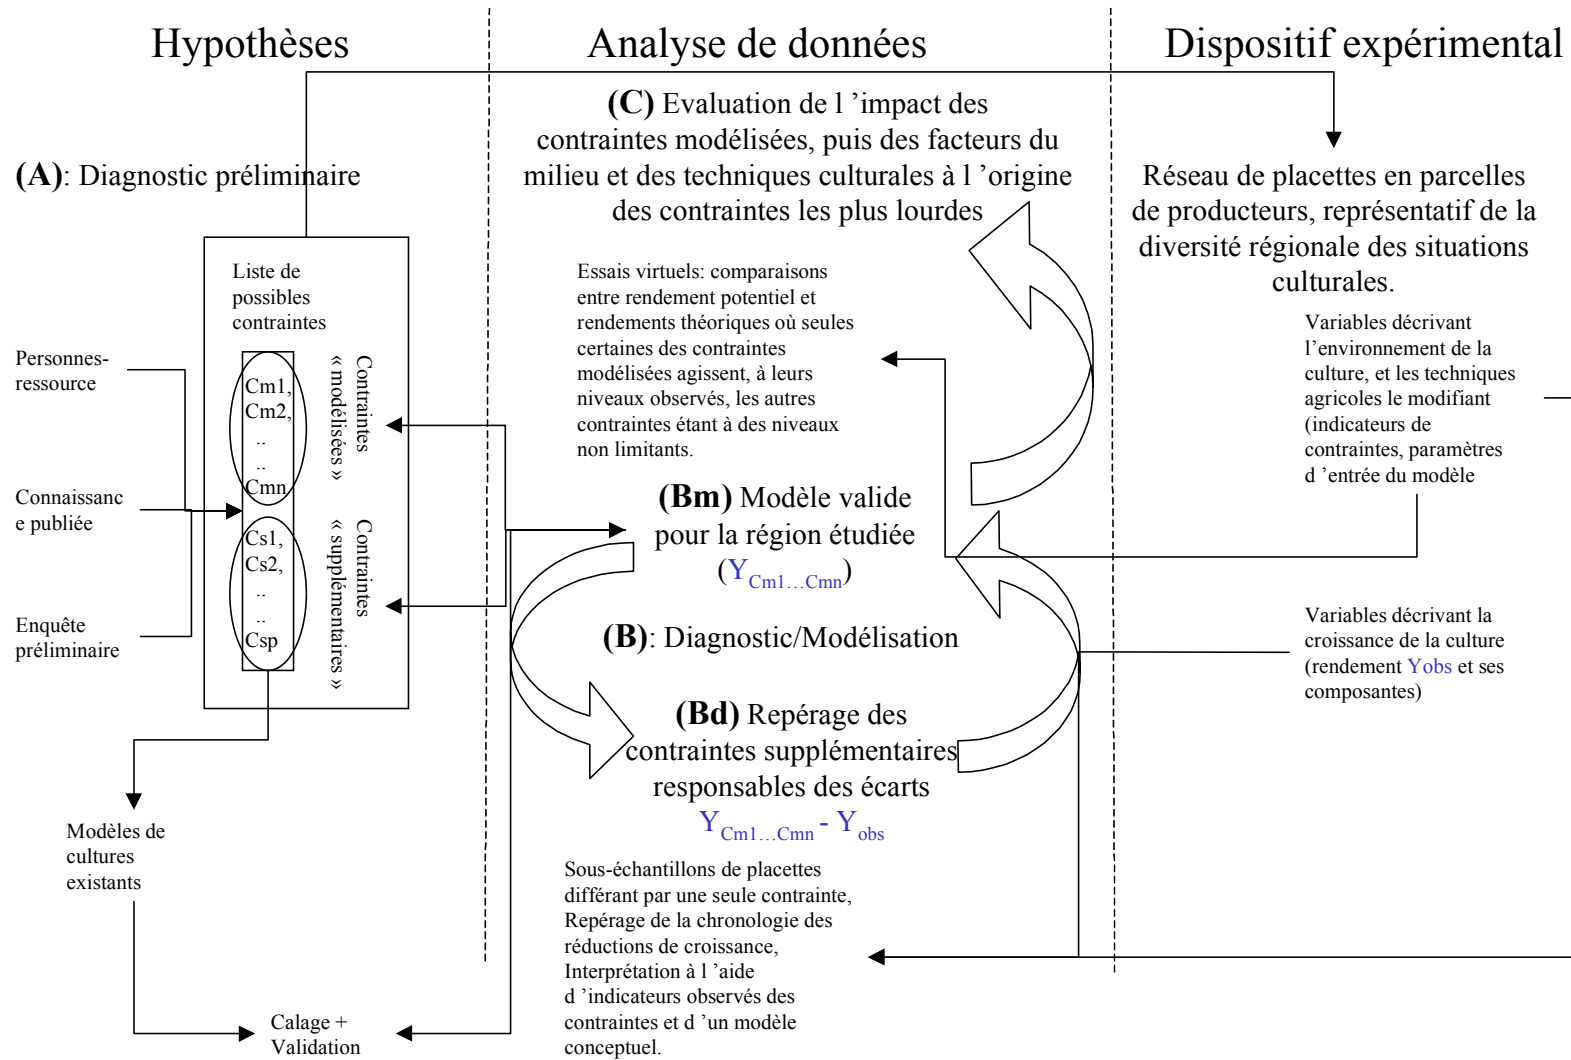 Hypothèses
Analyse de données
Dispositif expérimental
(A): Diagnostic préliminaire
Liste de
possibles
contraintes
Cm1,
Cm2,
..
..
Cmn
Contraintes
« modélisées »
Cs1,
Cs2,
..
..
Csp
Contraintes
« supplémentaires »
Personnes-
ressource
Connaissanc
e publiée
Enquête
préliminaire
Modèles de
cultures
existants
Calage +
Validation
(C) Evaluation de l ’impact des
contraintes modélisées, puis des facteurs du
milieu et des techniques culturales à l ’origine
des contraintes les plus lourdes
Essais virtuels: comparaisons
entre rendement potentiel et
rendements théoriques où seules
certaines des contraintes
modélisées agissent, à leurs
niveaux observés, les autres
contraintes étant à des niveaux
non limitants.
(Bm) Modèle valide
pour la région étudiée
(Y Cm1…Cmn)
(B): Diagnostic/Modélisation
(Bd) Repérage des
contraintes supplémentaires
responsables des écarts
Y Cm1…Cmn - Y obs
Sous-échantillons de placettes
différant par une seule contrainte,
Repérage de la chronologie des
réductions de croissance,
Interprétation à l ’aide
d ’indicateurs observés des
contraintes et d ’un modèle
conceptuel.
Réseau de placettes en parcelles
de producteurs, représentatif de la
diversité régionale des situations
culturales.
Variables décrivant
l’environnement de la
culture, et les techniques
agricoles le modifiant
(indicateurs de
contraintes, paramètres
d ’entrée du modèle
Variables décrivant la
croissance de la culture
(rendement Yobs et ses
composantes)